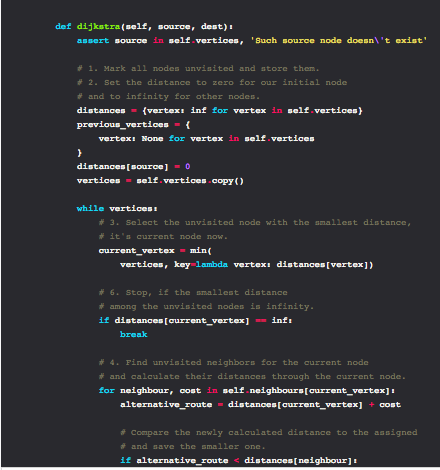 def dijkstra(self, source, dest):
    assert source in self.vertices, 'Such source node doesn\'t exist'

    # 1. Mark all nodes unvisited and store them.
    # 2. Set the distance to zero for our initial node
    # and to infinity for other nodes.
    distances = {vertex: inf for vertex in self.vertices}
    previous_vertices = {
        vertex: None for vertex in self.vertices
    }
    distances[source] = 0
    vertices = self.vertices.copy()

    while vertices:
        # 3. Select the unvisited node with the smallest distance,
        # it's current node now.
        current_vertex = min(
            vertices, key=lambda vertex: distances[vertex])

        # 6. Stop, if the smallest distance
        # among the unvisited nodes is infinity.
        if distances[current_vertex] == inf:
            break

        # 4. Find unvisited neighbors for the current node
        # and calculate their distances through the current node.
        for neighbour, cost in self.neighbours[current_vertex]:
            alternative_route = distances[current_vertex] + cost

            # Compare the newly calculated distance to the assigned
            # and save the smaller one.
            if alternative_route < distances[neighbour]: